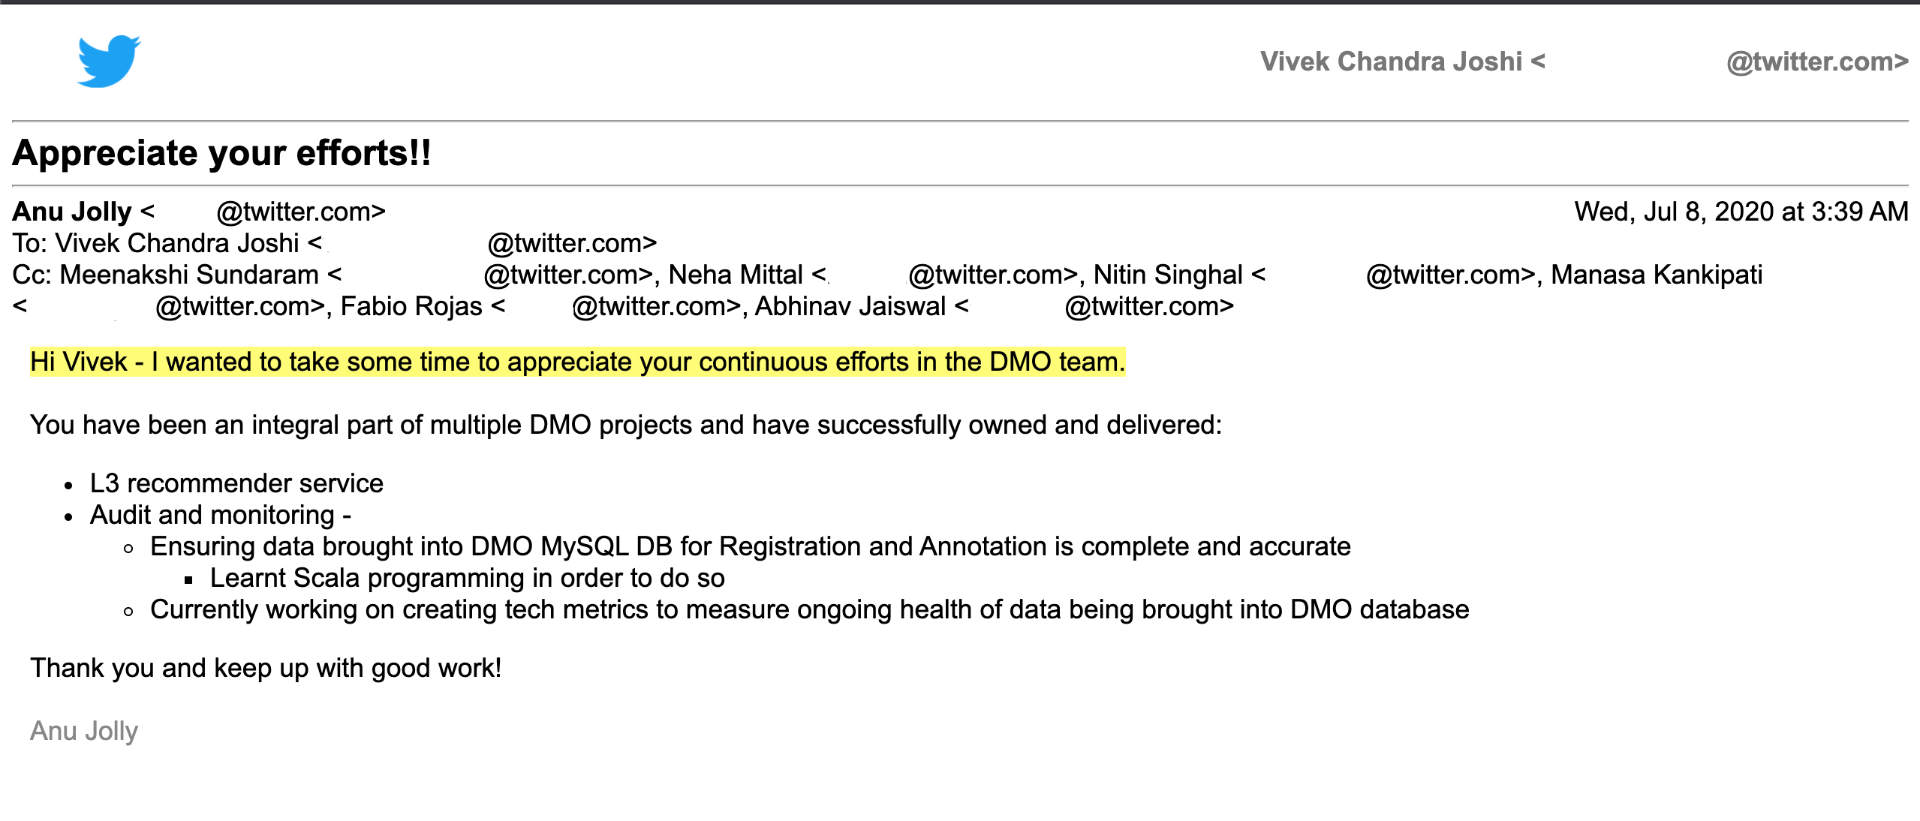 Vivek Chandra Joshi < @twitter.com>
Appreciate your efforts!!
Anu Jolly < @twitter.com> Wed, Jul 8, 2020 at 3:39 AM
To: Vivek Chandra Joshi < @twitter.com>
Cc: Meenakshi Sundaram < @twitter.com>, Neha Mittal < @twitter.com>, Nitin Singhal < @twitter.com>, Manasa Kankipati
< @twitter.com>, Fabio Rojas < @twitter.com>, Abhinav Jaiswal < @twitter.com>
Hi Vivek - I wanted to take some time to appreciate your continuous efforts in the DMO team.
You have been an integral part of multiple DMO projects and have successfully owned and delivered:
• L3 recommender service
• Audit and monitoring -
○ Ensuring data brought into DMO MySQL DB for Registration and Annotation is complete and accurate
▪ Learnt Scala programming in order to do so
○ Currently working on creating tech metrics to measure ongoing health of data being brought into DMO database
Thank you and keep up with good work!
Anu Jolly